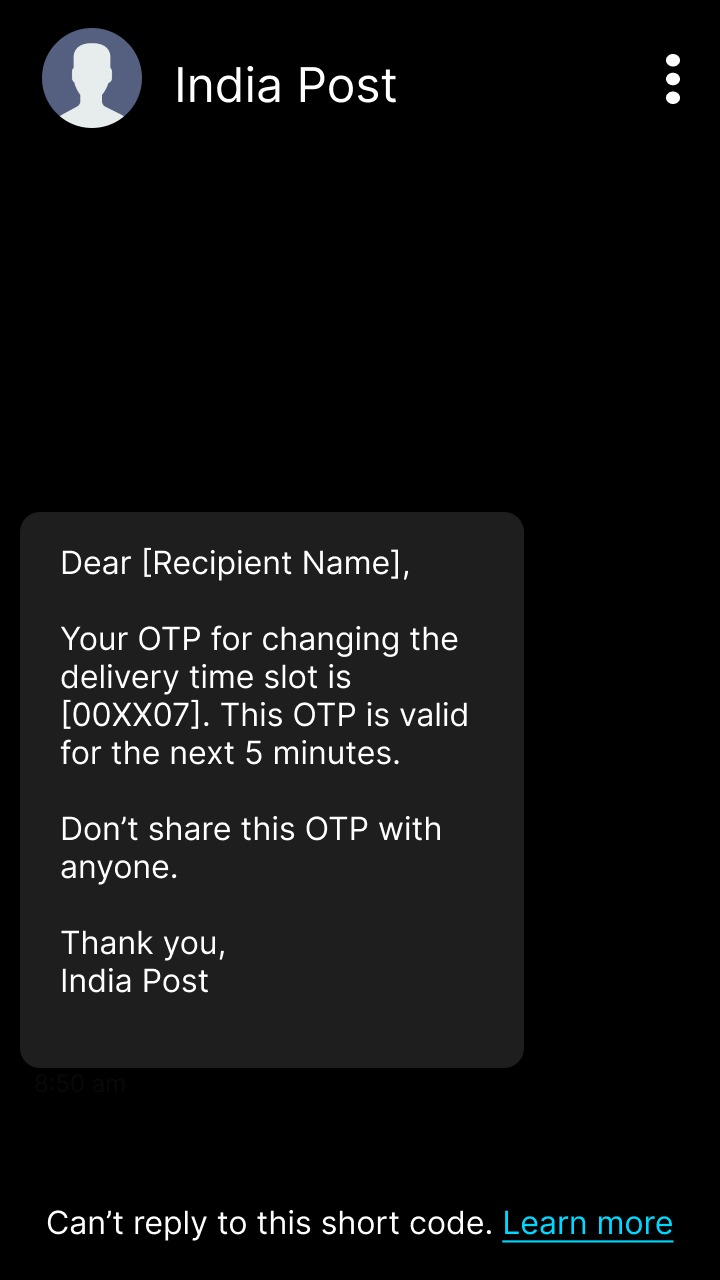 India Post
Dear [Recipient Name],
Your OTP for changing the
delivery time slot is
[00XX07]. This OTP is valid
for the next 5 minutes.
Don’t share this OTP with
anyone.
Thank you,
India Post
8:50 am
Can’t reply to this short code. Learn more